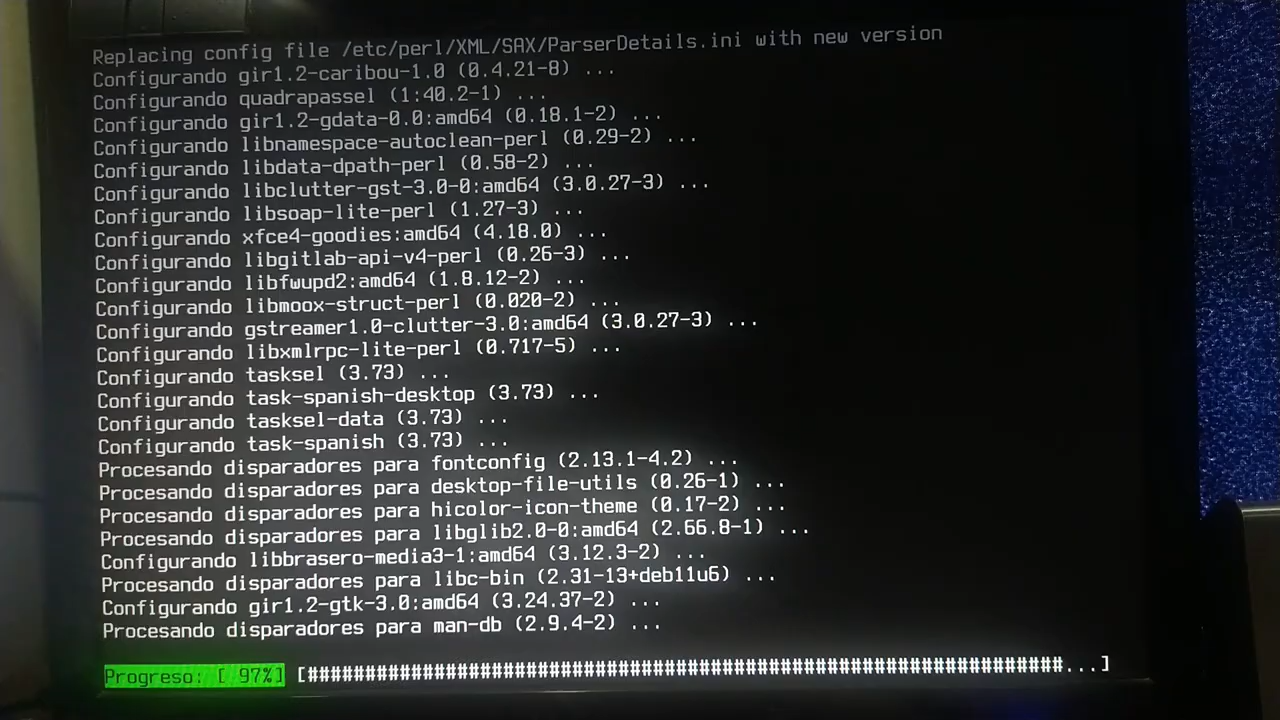 Replacing config file /etc/perl/XML/SAX/ParserDetails.ini with new version
Configurando gir1.2-caribou-1.0 (0.4.21-8) ...
Configurando quadrapassel (1:40.2-1) ...
Configurando gir1.2-gdata-0.0:amd64 (0.18.1-2) ...
Configurando libnamespace-autoclean-perl (0.29-2) ...
Configurando libdata-dpath-perl (0.58-2) ...
Configurando libclutter-gst-3.0-0:amd64 (3.0.27-3) ...
Configurando libsoap-lite-perl (1.27-3) ...
Configurando xfce4-goodies:amd64 (4.18.0) ...
Configurando libgitlab-api-v4-perl (0.26-3) ...
Configurando libfwupd2:amd64 (1.8.12-2) ...
Configurando libmoox-struct-perl (0.020-2) ...
Configurando gstreamer1.0-clutter-3.0:amd64 (3.0.27-3) ...
Configurando libxmlrpc-lite-perl (0.717-5) ...
Configurando tasksel (3.73) ...
Configurando task-spanish-desktop (3.73) ...
Configurando tasksel-data (3.73) ...
Configurando task-spanish (3.73) ...
Procesando disparadores para fontconfig (2.13.1-4.2) ...
Procesando disparadores para desktop-file-utils (0.26-1) ...
Procesando disparadores para hicolor-icon-theme (0.17-2) ...
Procesando disparadores para libglib2.0-0:amd64 (2.66.8-1) ...
Configurando libbrasero-media3-1:amd64 (3.12.3-2) ...
Procesando disparadores para libc-bin (2.31-13+deb11u6) ...
Configurando gir1.2-gtk-3.0:amd64 (3.24.37-2) ...
Procesando disparadores para man-db (2.9.4-2) ...
Progreso: [ 97%] [##################################################################...]